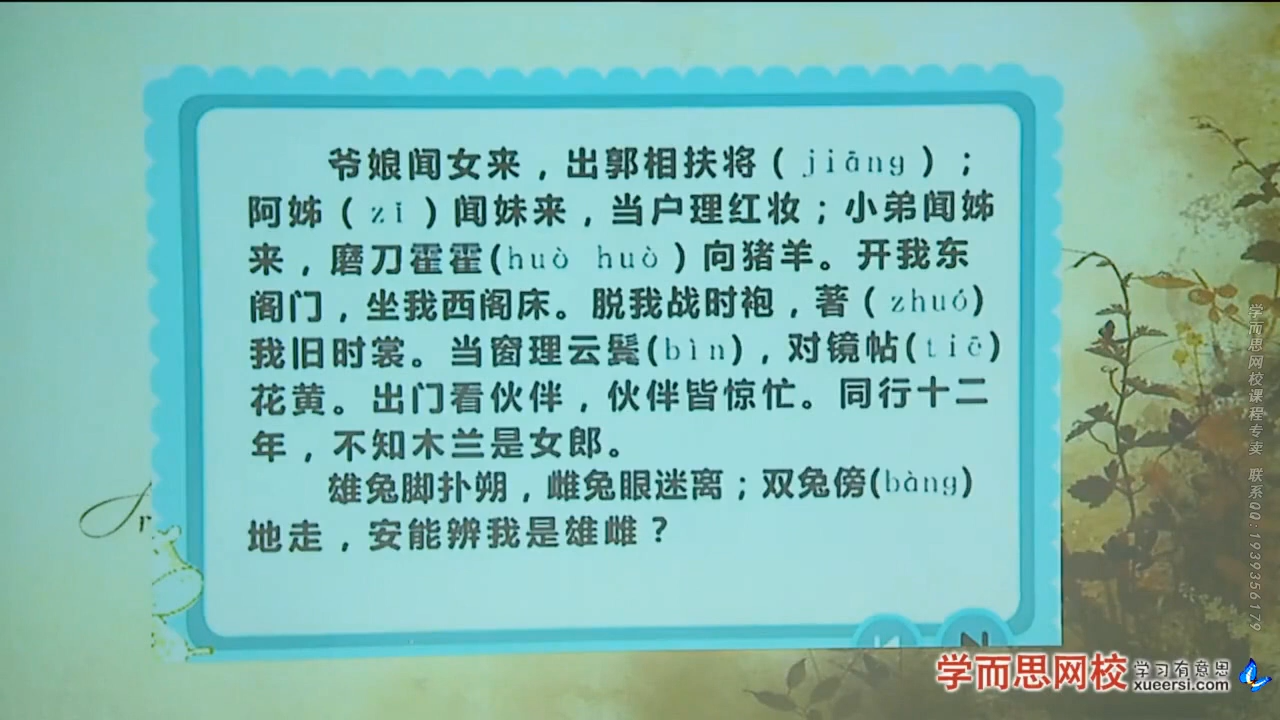 爷娘闻女来，出郭相扶将（jiāng）；
阿姊（zǐ）闻妹来，当户理红妆；小弟闻姊
来，磨刀霍霍(huò huò)向猪羊。开我东
阁门，坐我西阁床。脱我战时袍，著（zhuó)
我旧时裳。当窗理云鬓(bìn)，对镜帖(tiē)
花黄。出门看伙伴，伙伴皆惊忙。同行十二
年，不知木兰是女郎。
雄兔脚扑朔，雌兔眼迷离；双兔傍(bàng)
地走，安能辨我是雄雌？
学而思网校课程专卖 联系QQ:1939356179
学而思网校 学习有意思
xueersi.com